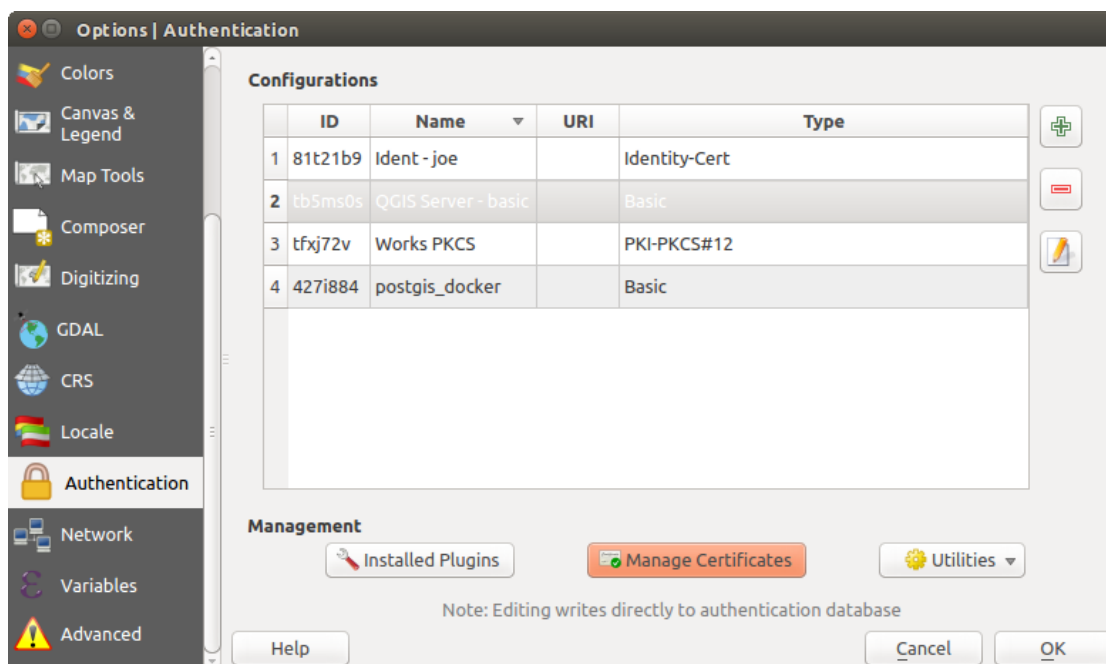 Options | Authentication
Colors
Canvas &
Legend
Map Tools
Composer
Digitizing
GDAL
CRS
Locale
Authentication
Network
Variables
Advanced
Configurations
ID Name URI Type
1 81t21b9 Ident - joe Identity-Cert
2 tb5ms0s QGIS Server - basic Basic
3 tfxj72v Works PKCS PKI-PKCS#12
4 427i884 postgis_docker Basic
Management
Installed Plugins Manage Certificates Utilities
Note: Editing writes directly to authentication database
Help Cancel OK